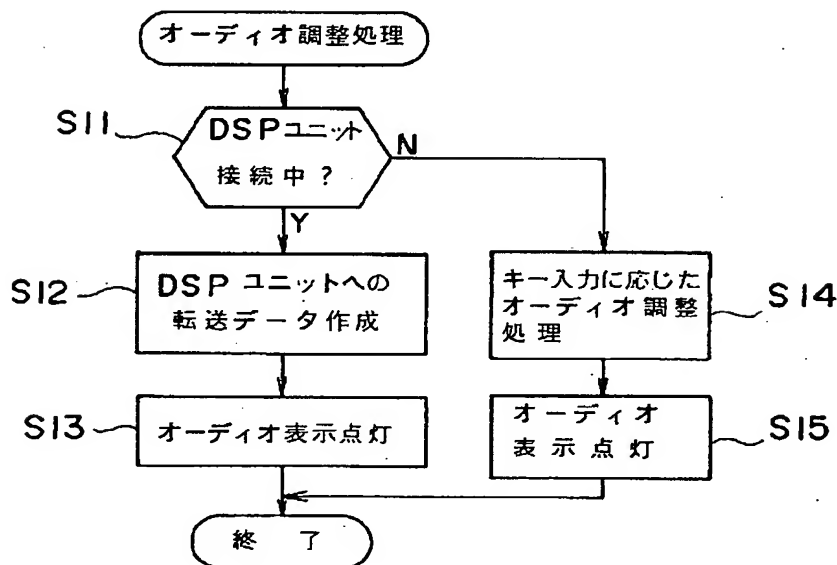 オーディオ調整処理
S11
DSPユニット
接続中?
N
Y
S12
DSPユニットへの
転送データ作成
キー入力に応じた
オーディオ調整
処理
S14
S13
オーディオ表示点灯
オーディオ
表示点灯
S15
終了